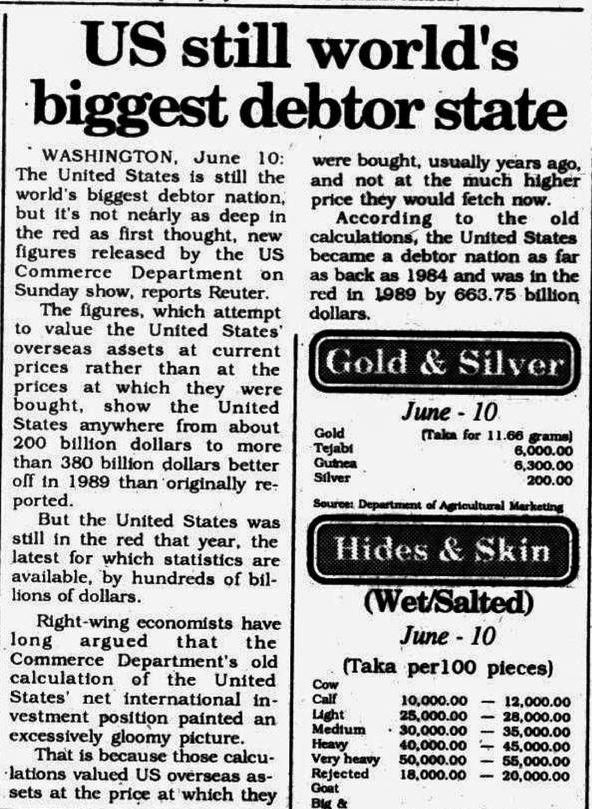 US still world's
biggest debtor state
WASHINGTON, June 10:
The United States is still the
world's biggest debtor nation,
but it's not nearly as deep in
the red as first thought, new
figures released by the US
Commerce Department on
Sunday show, reports Reuter.
The figures, which attempt
to value the United States'
overseas assets at current
prices rather than at the
prices at which they were
bought, show the United
States anywhere from about
200 billion dollars to more
than 380 billion dollars better
off in 1989 than originally re-
ported.
But the United States was
still in the red that year, the
latest for which statistics are
available, by hundreds of bil-
lions of dollars.
Right-wing economists have
long argued that the
Commerce Department's old
calculation of the United
States' net international in-
vestment position painted an
excessively gloomy picture.
That is because those calcu-
lations valued US overseas as-
sets at the price at which they
were bought, usually years ago,
and not at the much higher
price they would fetch now.
According to the old
calculations, the United States
became a debtor nation as far
as back as 1984 and was in the
red in 1989 by 663.75 billion
dollars.
Gold & Silver
June - 10
Gold (Taka for 11.66 grams)
Tejabi 6,000.00
Guinea 6,300.00
Silver 200.00
Source: Department of Agricultural Marketing
Hides & Skin
(Wet/Salted)
June - 10
(Taka per100 pieces)
Cow
Calf 10,000.00 — 12,000.00
Light 25,000.00 — 28,000.00
Medium 30,000.00 — 35,000.00
Heavy 40,000.00 — 45,000.00
Very heavy 50,000.00 — 55,000.00
Rejected 18,000.00 — 20,000.00
Goat
Big &